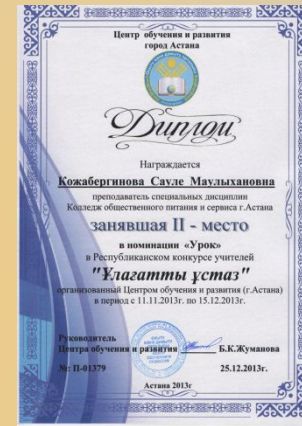 Центр обучения и развития
город Астана
Диплом
Награждается
Кожабергинова Сауле Маулыхановна
преподаватель специальных дисциплин
Колледж общественного питания и сервиса г.Астана
занявшая II - место
в номинации «Урок»
в Республиканском конкурсе учителей
"Ұлағатты ұстаз"
организованный Центром обучения и развития (г.Астана)
в период с 11.11.2013г. по 15.12.2013г.
Руководитель
Центра обучения и развития Б.К.Жуманова
№: П-01379 25.12.2013г.
Астана 2013г